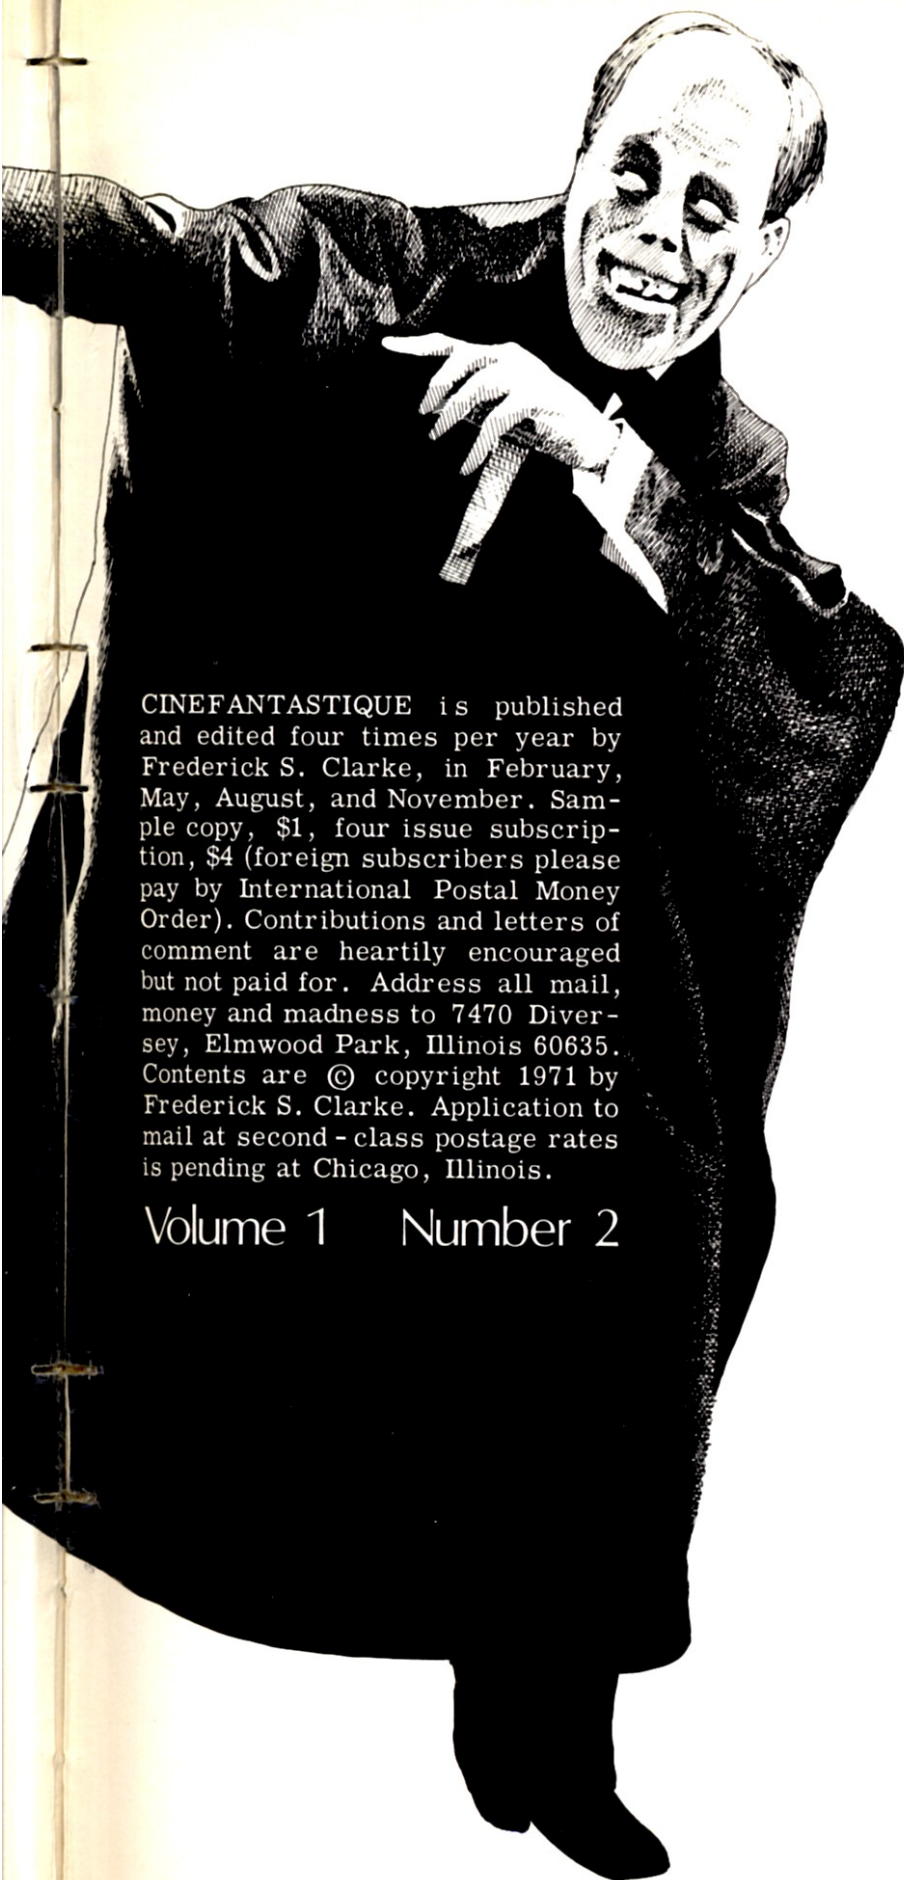 CINEFANTASTIQUE is published
and edited four times per year by
Frederick S. Clarke, in February,
May, August, and November. Sam-
ple copy, $1, four issue subscrip-
tion, $4 (foreign subscribers please
pay by International Postal Money
Order). Contributions and letters of
comment are heartily encouraged
but not paid for. Address all mail,
money and madness to 7470 Diver-
sey, Elmwood Park, Illinois 60635.
Contents are © copyright 1971 by
Frederick S. Clarke. Application to
mail at second-class postage rates
is pending at Chicago, Illinois.
Volume 1 Number 2